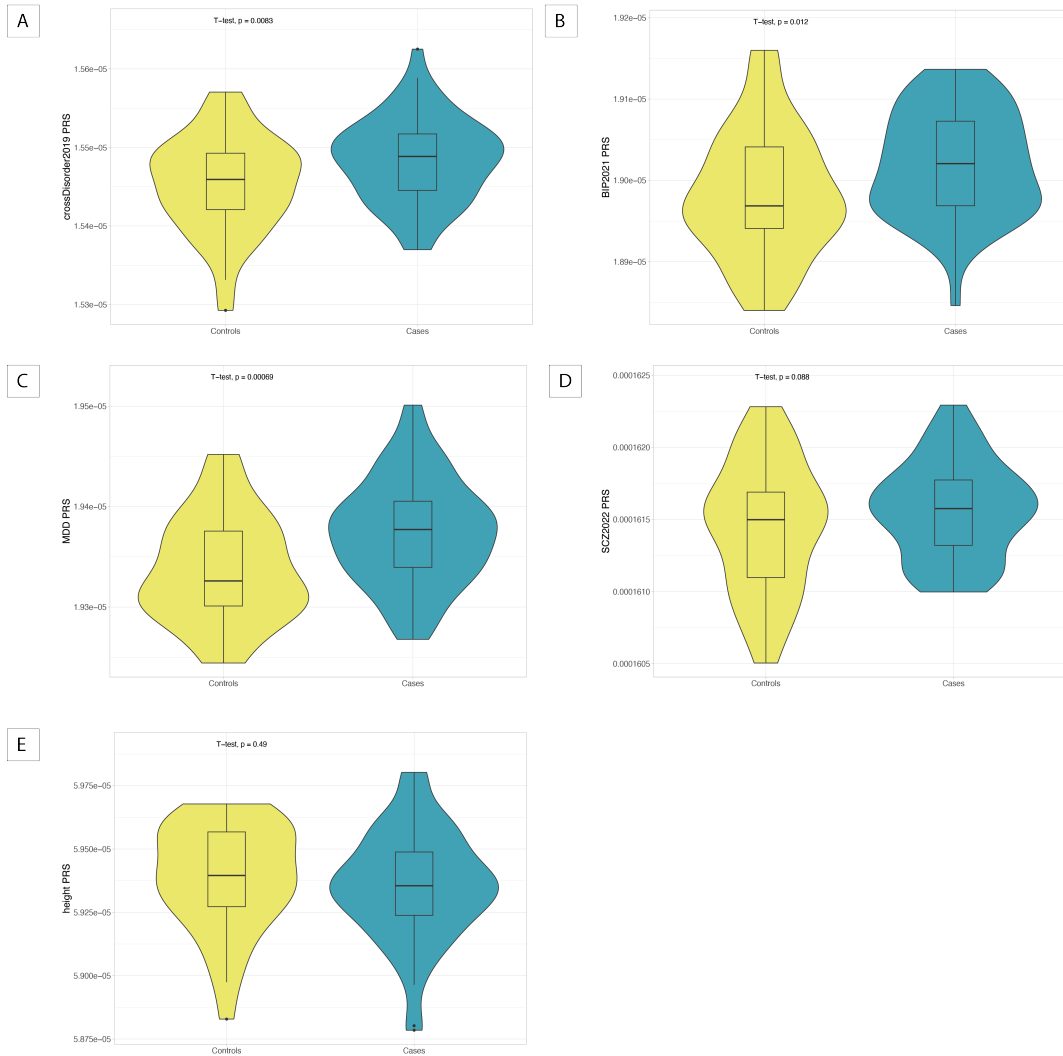 A
T-test, p = 0.0083
crossDisorder2019 PRS
1.56e-05
1.55e-05
1.54e-05
1.53e-05
Controls
Cases
B
T-test, p = 0.012
BIP2021 PRS
1.92e-05
1.91e-05
1.90e-05
1.89e-05
Controls
Cases
C
T-test, p = 0.00069
MDD PRS
1.95e-05
1.94e-05
1.93e-05
Controls
Cases
D
T-test, p = 0.088
SCZ2022 PRS
0.0001625
0.0001620
0.0001615
0.0001610
0.0001605
Controls
Cases
E
T-test, p = 0.49
height PRS
5.975e-05
5.950e-05
5.925e-05
5.900e-05
5.875e-05
Controls
Cases